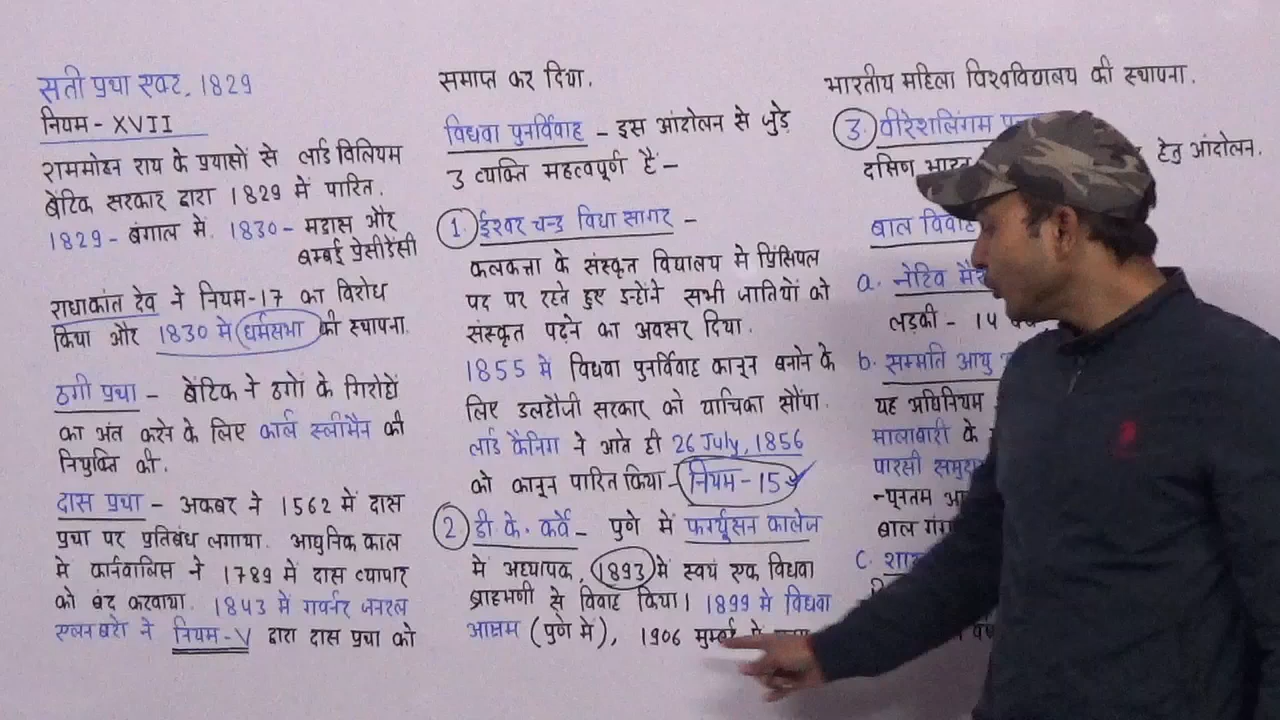 सती प्रथा एक्ट, 1829
नियम - XVII
राममोहन राय के प्रयासों से लार्ड विलियम
बेंटिक सरकार द्वारा 1829 में पारित.
1829 - बंगाल में. 1830 - मद्रास और
बम्बई प्रेसीडेंसी
राधाकांत देव ने नियम-17 का विरोध
किया और 1830 में धर्मसभा की स्थापना.
ठगी प्रथा - बेंटिक ने ठगों के गिरोहों
का अंत करने के लिए कार्ल स्लीमैन की
नियुक्ति की.
दास प्रथा - अकबर ने 1562 में दास
प्रथा पर प्रतिबंध लगाया. आधुनिक काल
में कार्नवालिस ने 1789 में दास व्यापार
को बंद करवाया. 1843 में गवर्नर जनरल
एलनबरो ने नियम-V द्वारा दास प्रथा को
समाप्त कर दिया.
विधवा पुनर्विवाह - इस आंदोलन से जुड़े
3 व्यक्ति महत्वपूर्ण हैं -
1. ईश्वर चन्द्र विद्या सागर -
कलकत्ता के संस्कृत विद्यालय में प्रिंसिपल
पद पर रहते हुए उन्होंने सभी जातियों को
संस्कृत पढ़ने का अवसर दिया.
1855 में विधवा पुनर्विवाह कानून बनाने के
लिए डलहौजी सरकार को याचिका सौंपा.
लार्ड कैनिंग ने आते ही 26 July, 1856
को कानून पारित किया - नियम-15
2. डी. के. कर्वे - पुणे में फर्ग्यूसन कालेज
में अध्यापक, 1893 में स्वयं एक विधवा
ब्राह्मणी से विवाह किया। 1899 में विधवा
आश्रम (पुणे में), 1906 मुम्बई में
भारतीय महिला विश्वविद्यालय की स्थापना.
3. वीरेशलिंगम
दक्षिण भारत हेतु आंदोलन.
बाल विवाह
a. नेटिव
लड़की - 14
b. सम्मति आयु
यह अधिनियम
मालाबारी के
पारसी
न्यूनतम
बाल
c.